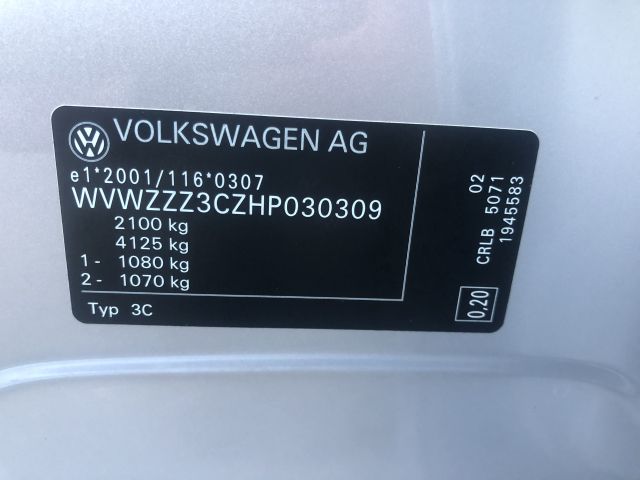 VOLKSWAGEN AG
e1*2001/116*0307
WVWZZZ3CZHP030309
2100 kg
4125 kg
1 - 1080 kg
2 - 1070 kg
Typ 3C
02
CRLB 5071
1945583
0,20